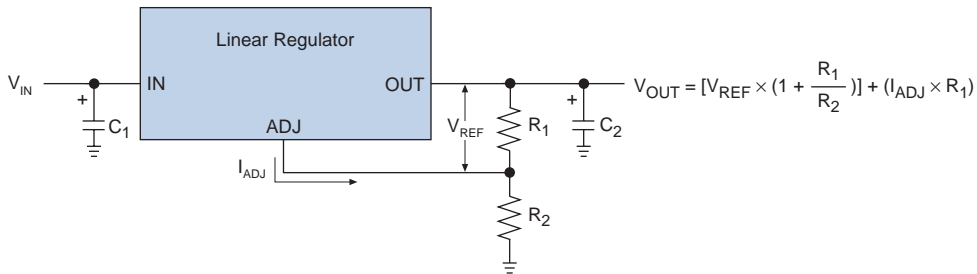 Linear Regulator
V_IN
IN
OUT
V_OUT = [V_REF × (1 + R_1/R_2)] + (I_ADJ × R_1)
+
C_1
ADJ
V_REF
R_1
+
C_2
I_ADJ
R_2